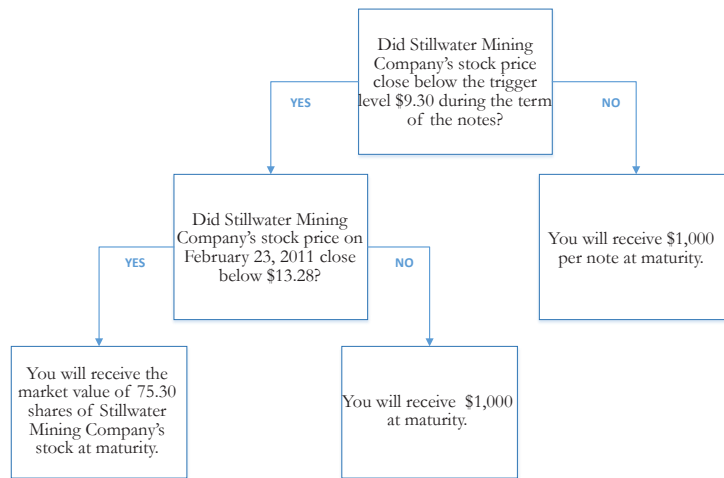 Did Stillwater Mining
Company's stock price
close below the trigger
level $9.30 during the term
of the notes?
YES
NO
Did Stillwater Mining
Company's stock price on
February 23, 2011 close
below $13.28?
You will receive $1,000
per note at maturity.
YES
NO
You will receive the
market value of 75.30
shares of Stillwater
Mining Company's
stock at maturity.
You will receive $1,000
at maturity.